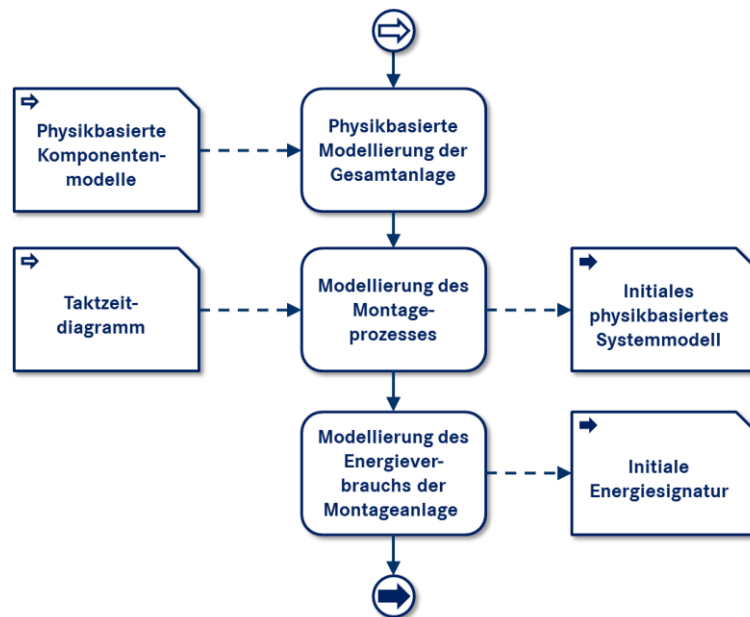 Physikbasierte
Komponenten-
modelle
Physikbasierte
Modellierung der
Gesamtanlage
Taktzeit-
diagramm
Modellierung des
Montage-
prozesses
Initiales
physikbasiertes
Systemmodell
Modellierung des
Energiever-
brauchs der
Montageanlage
Initiale
Energiesignatur